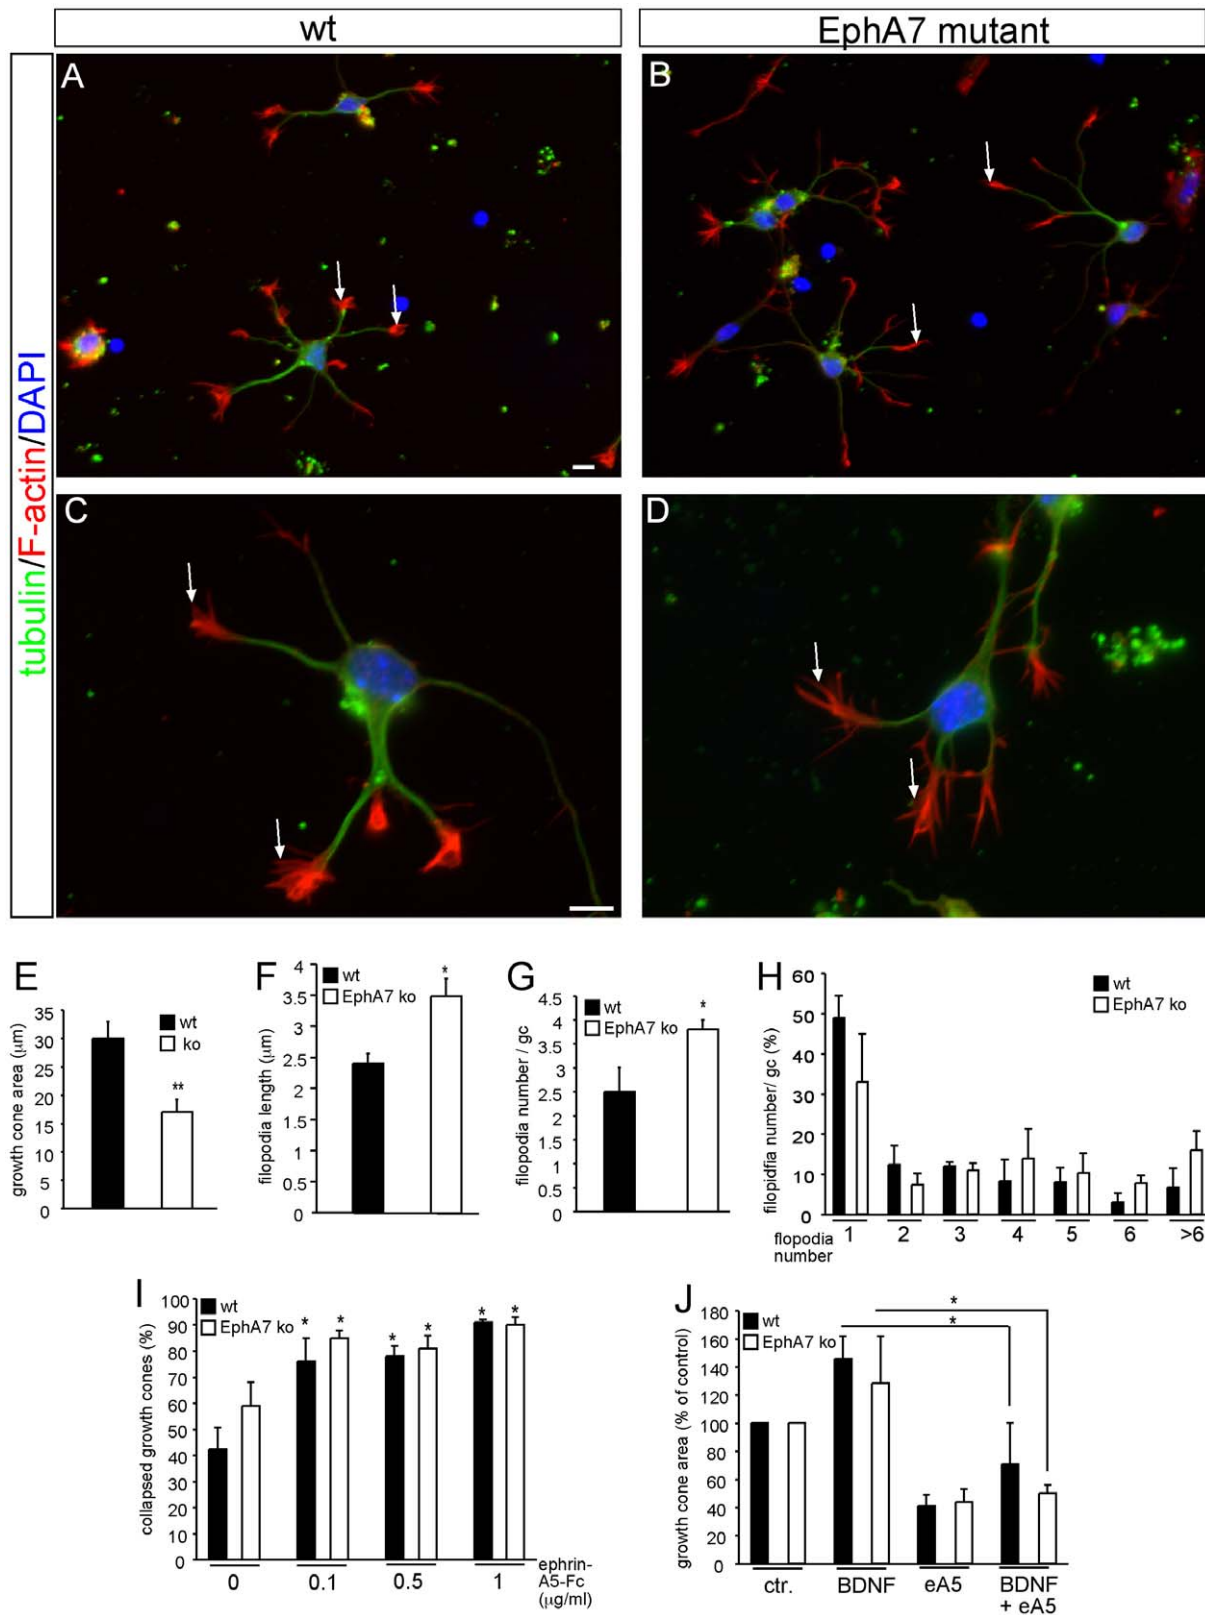 wt
EphA7 mutant
tubulin/F-actin/DAPI
A
B
C
D
E
growth cone area (μm)
35
30
25
20
15
10
5
0
wt
ko
**
F
filopodia length (μm)
4
3.5
3
2.5
2
1.5
1
0.5
0
wt
EphA7 ko
*
G
filopodia number / gc
4.5
4
3.5
3
2.5
2
1.5
1
0.5
0
wt
EphA7 ko
*
H
filopidfia number/ gc (%)
60
50
40
30
20
10
0
wt
EphA7 ko
flopodia
number
1 2 3 4 5 6 >6
I
collapsed growth cones (%)
100
90
80
70
60
50
40
30
20
10
0
wt
EphA7 ko
* * * * * *
0 0.1 0.5 1
ephrin-
A5-Fc
(μg/ml)
J
growth cone area (% of control)
180
160
140
120
100
80
60
40
20
0
wt
EphA7 ko
*
*
ctr. BDNF eA5 BDNF
+ eA5